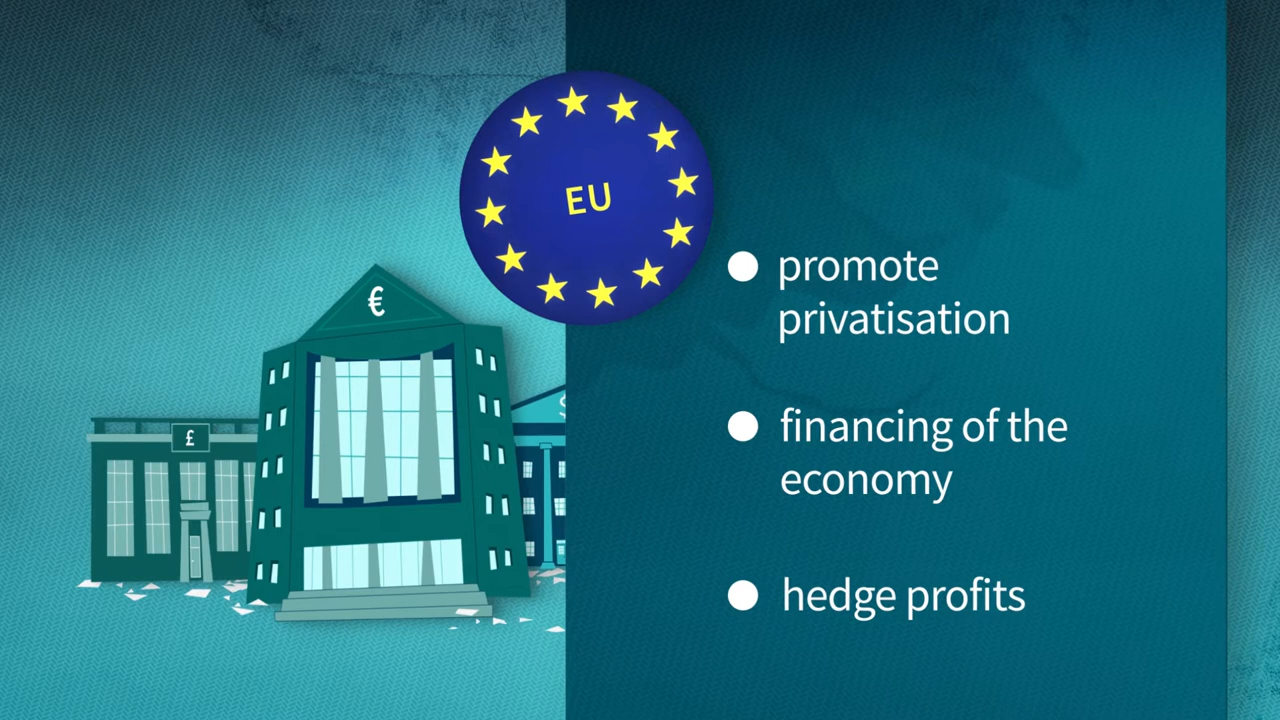 EU
€
£
promote
privatisation
financing of the
economy
hedge profits